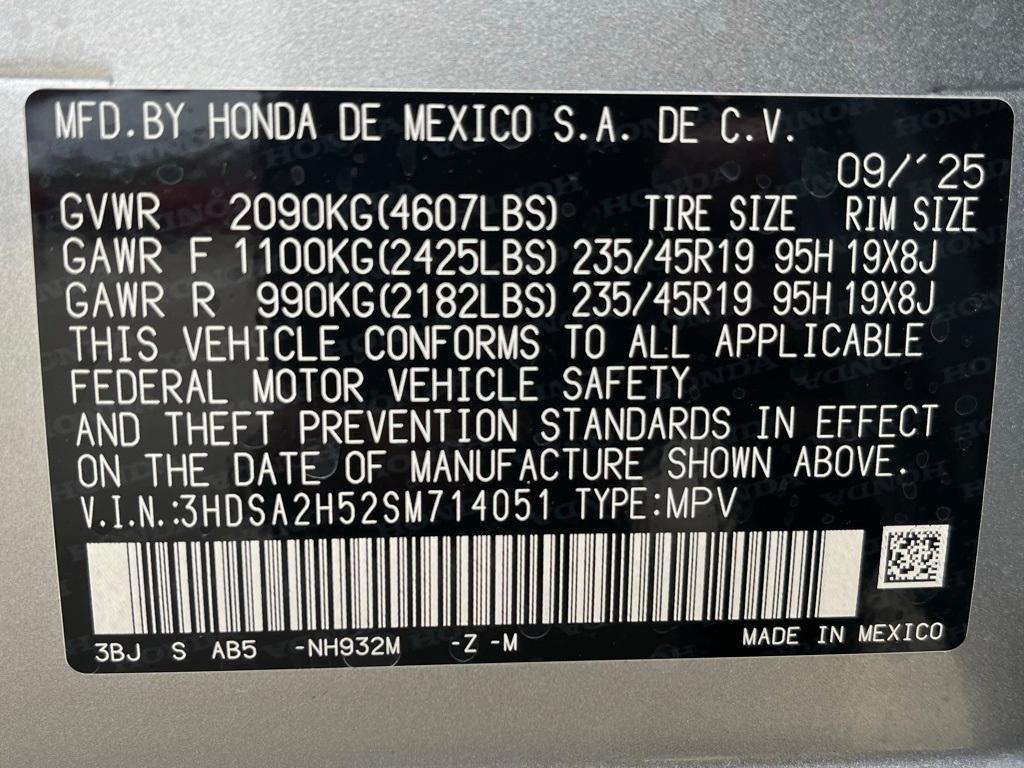 MFD.BY HONDA DE MEXICO S.A. DE C.V.
09/'25
GVWR 2090KG(4607LBS) TIRE SIZE RIM SIZE
GAWR F 1100KG(2425LBS) 235/45R19 95H 19X8J
GAWR R 990KG(2182LBS) 235/45R19 95H 19X8J
THIS VEHICLE CONFORMS TO ALL APPLICABLE
FEDERAL MOTOR VEHICLE SAFETY
AND THEFT PREVENTION STANDARDS IN EFFECT
ON THE DATE OF MANUFACTURE SHOWN ABOVE.
V.I.N.:3HDSA2H52SM714051 TYPE:MPV
3BJ S AB5 -NH932M -Z -M MADE IN MEXICO